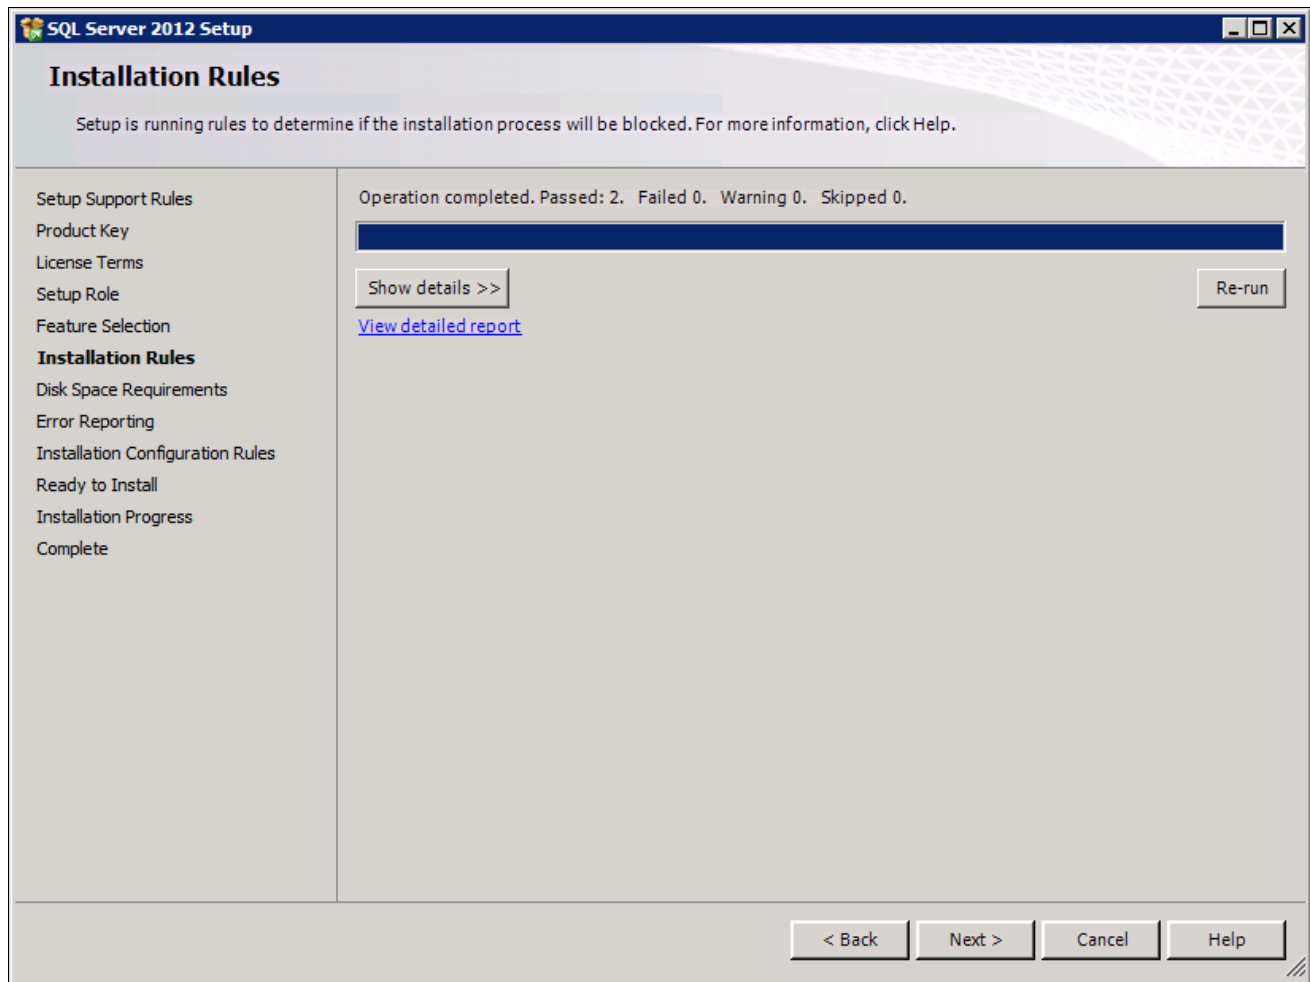 SQL Server 2012 Setup
Installation Rules
Setup is running rules to determine if the installation process will be blocked. For more information, click Help.
Setup Support Rules
Product Key
License Terms
Setup Role
Feature Selection
Installation Rules
Disk Space Requirements
Error Reporting
Installation Configuration Rules
Ready to Install
Installation Progress
Complete
Operation completed. Passed: 2. Failed 0. Warning 0. Skipped 0.
Show details >>
Re-run
View detailed report
< Back
Next >
Cancel
Help